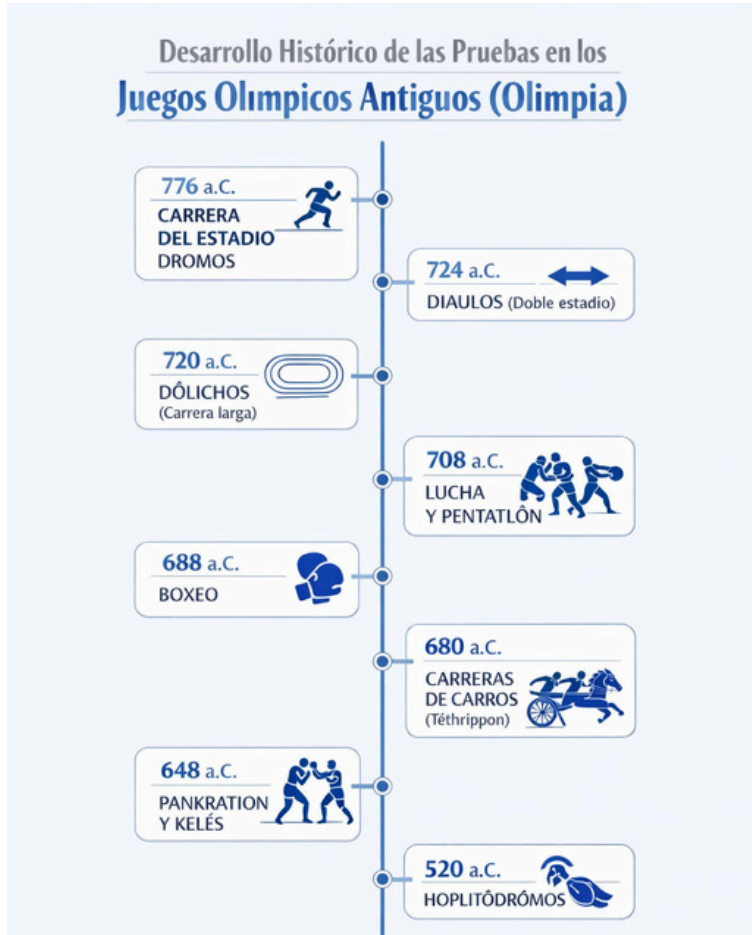 Desarrollo Histórico de las Pruebas en los
Juegos Olımpicos Antiguos (Olimpia)
776 a.C.
CARRERA
DEL ESTADIO
DROMOS
724 a.C.
DIAULOS (Doble estadio)
720 a.C.
DÔLICHOS
(Carrera larga)
708 a.C.
LUCHA
Y PENTATLÔN
688 a.C.
BOXEO
680 a.C.
CARRERAS
DE CARROS
(Téthrippon)
648 a.C.
PANKRATION
Y KELÉS
520 a.C.
HOPLITÔDRÓMOS